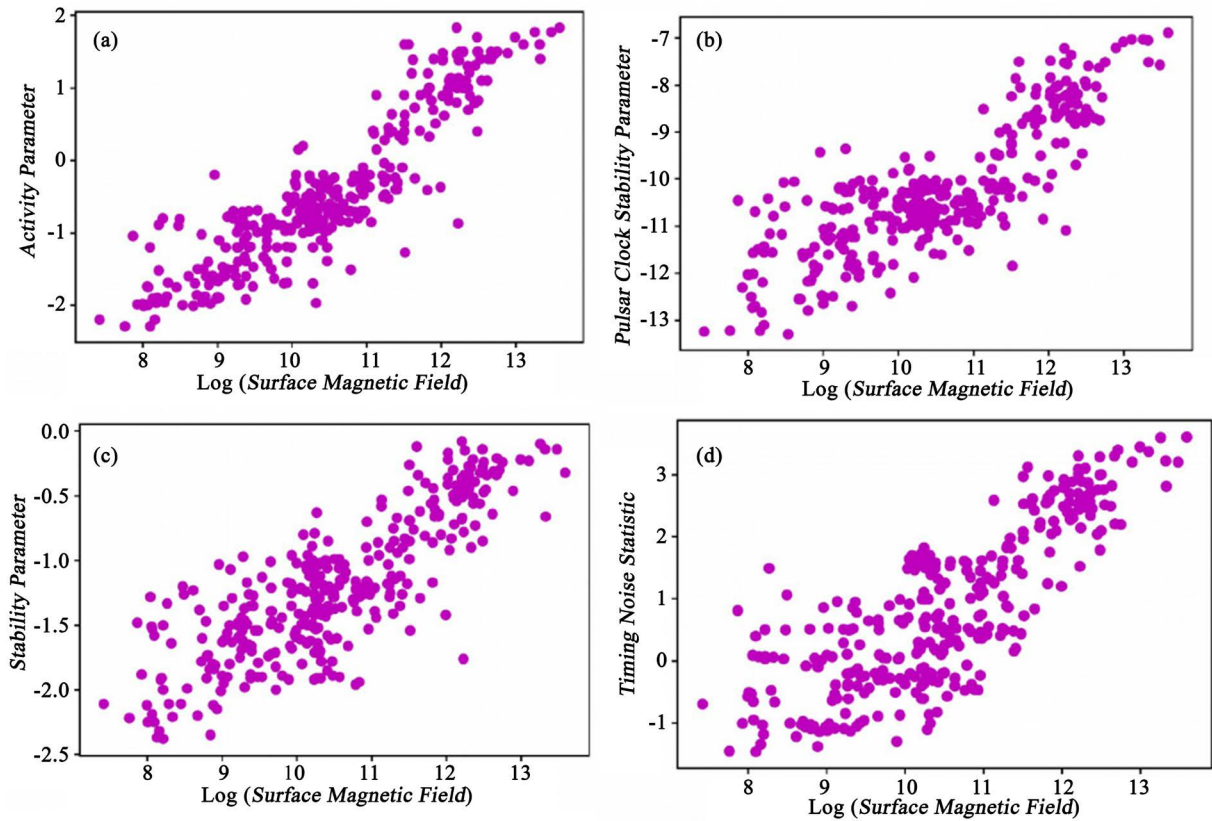 (a)
Activity Parameter
2
1
0
-1
-2
8 9 10 11 12 13
Log (Surface Magnetic Field)
(b)
Pulsar Clock Stability Parameter
-7
-8
-9
-10
-11
-12
-13
8 9 10 11 12 13
Log (Surface Magnetic Field)
(c)
Stability Parameter
0.0
-0.5
-1.0
-1.5
-2.0
-2.5
8 9 10 11 12 13
Log (Surface Magnetic Field)
(d)
Timing Noise Statistic
3
2
1
0
-1
8 9 10 11 12 13
Log (Surface Magnetic Field)